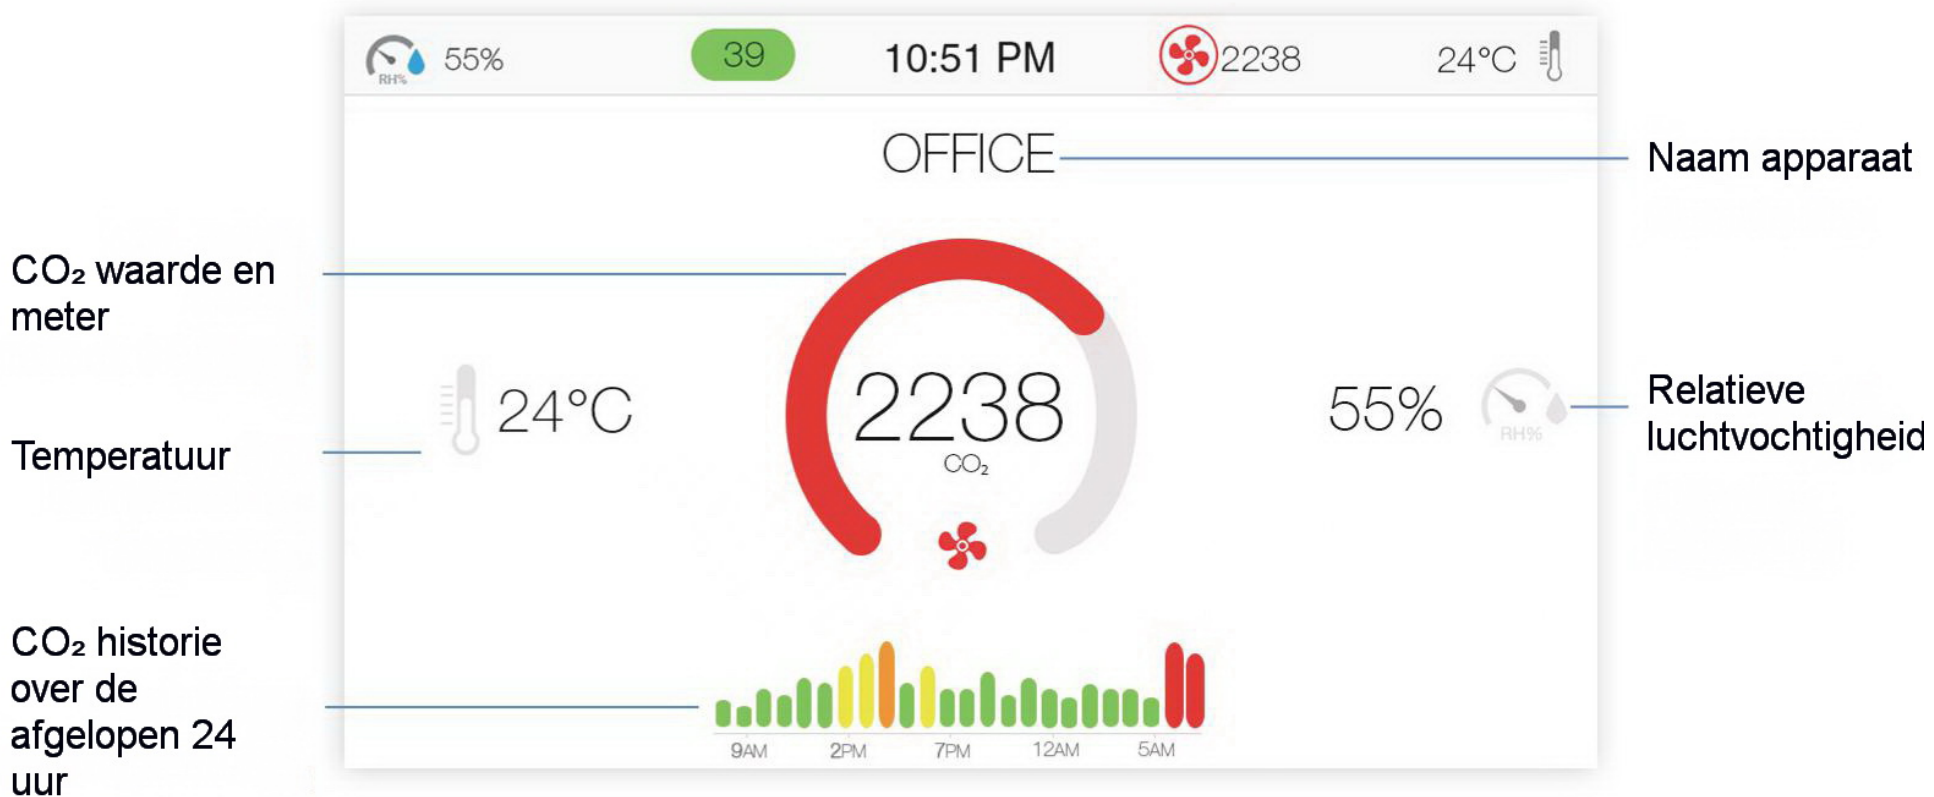 RH%
55%
39
10:51 PM
2238
24°C
OFFICE
Naam apparaat
CO₂ waarde en
meter
24°C
2238
CO₂
55%
RH%
Relatieve
luchtvochtigheid
Temperatuur
CO₂ historie
over de
afgelopen 24
uur
9AM 2PM 7PM 12AM 5AM